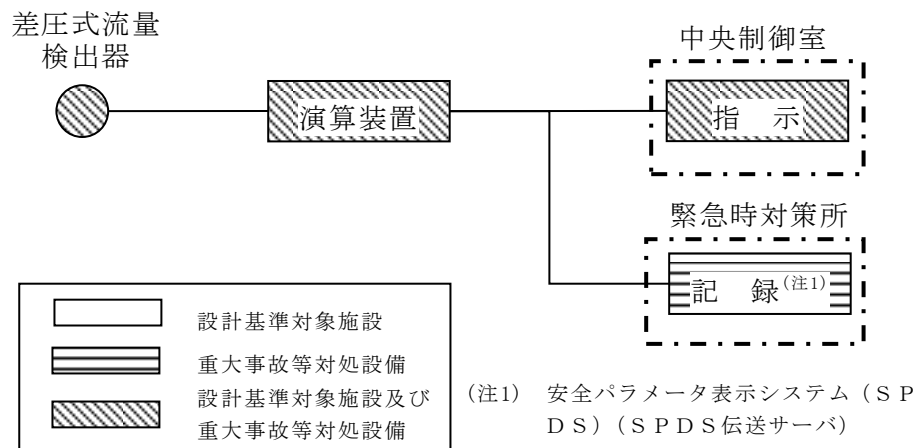 差圧式流量
検出器
演算装置
中央制御室
指　示
緊急時対策所
記　録(注1)
設計基準対象施設
重大事故等対処設備
設計基準対象施設及び
重大事故等対処設備
(注1)　安全パラメータ表示システム（ＳＰ
ＤＳ）（ＳＰＤＳ伝送サーバ）